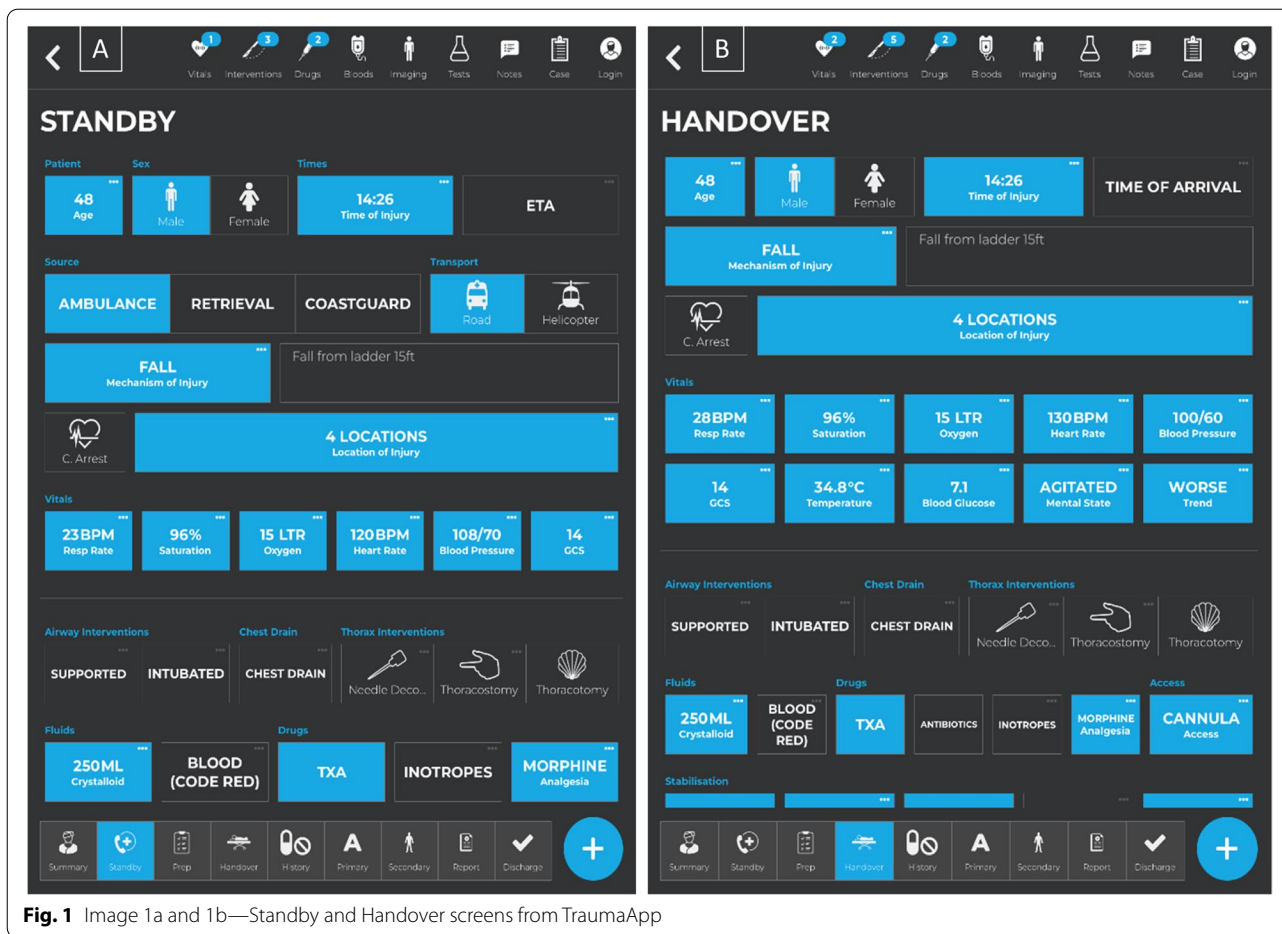 A
1
3
2
Vitals Interventions Drugs Bloods Imaging Tests Notes Case Login
STANDBY
Patient Sex Times
48
Age
Male
Female
14:26
Time of Injury
ETA
Source Transport
AMBULANCE RETRIEVAL COASTGUARD
Road
Helicopter
FALL
Mechanism of Injury
Fall from ladder 15ft
C. Arrest
4 LOCATIONS
Location of Injury
Vitals
23BPM 96% 15 LTR 120BPM 108/70 14
Resp Rate Saturation Oxygen Heart Rate Blood Pressure GCS
Airway Interventions Chest Drain Thorax Interventions
SUPPORTED INTUBATED CHEST DRAIN
Needle Deco... Thoracostomy Thoracotomy
Fluids Drugs
250ML
Crystalloid
BLOOD
(CODE RED)
TXA
INOTROPES
MORPHINE
Analgesia
Summary Standby Prep Handover History Primary Secondary Report Discharge
A
+
B
2
5
2
Vitals Interventions Drugs Bloods Imaging Tests Notes Case Login
HANDOVER
48
Age
Male
Female
14:26
Time of Injury
TIME OF ARRIVAL
FALL
Mechanism of Injury
Fall from ladder 15ft
C. Arrest
4 LOCATIONS
Location of Injury
Vitals
28BPM 96% 15 LTR 130BPM 100/60
Resp Rate Saturation Oxygen Heart Rate Blood Pressure
14 34.8°C 7.1 AGITATED WORSE
GCS Temperature Blood Glucose Mental State Trend
Airway Interventions Chest Drain Thorax Interventions
SUPPORTED INTUBATED CHEST DRAIN
Needle Deco... Thoracostomy Thoracotomy
Fluids Drugs Access
250ML
Crystalloid
BLOOD
(CODE
RED)
TXA
ANTIBIOTICS
INOTROPES
MORPHINE
Analgesia
CANNULA
Access
Stabilisation
Summary Standby Prep Handover History Primary Secondary Report Discharge
A
+
Fig. 1 Image 1a and 1b—Standby and Handover screens from TraumaApp